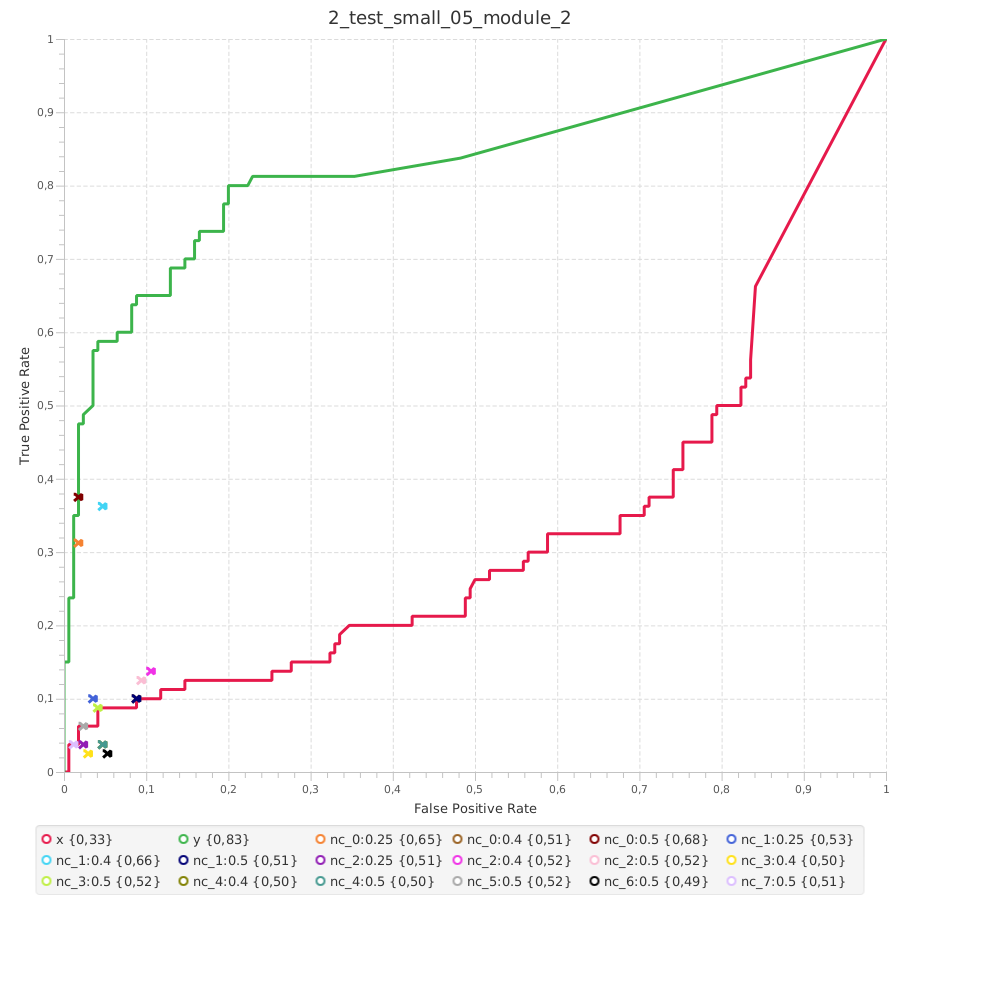 2_test_small_05_module_2
1
0,9
0,8
0,7
0,6
0,5
0,4
0,3
0,2
0,1
0
True Positive Rate
0 0,1 0,2 0,3 0,4 0,5 0,6 0,7 0,8 0,9 1
False Positive Rate
x {0,33} y {0,83} nc_0:0.25 {0,65} nc_0:0.4 {0,51} nc_0:0.5 {0,68} nc_1:0.25 {0,53}
nc_1:0.4 {0,66} nc_1:0.5 {0,51} nc_2:0.25 {0,51} nc_2:0.4 {0,52} nc_2:0.5 {0,52} nc_3:0.4 {0,50}
nc_3:0.5 {0,52} nc_4:0.4 {0,50} nc_4:0.5 {0,50} nc_5:0.5 {0,52} nc_6:0.5 {0,49} nc_7:0.5 {0,51}